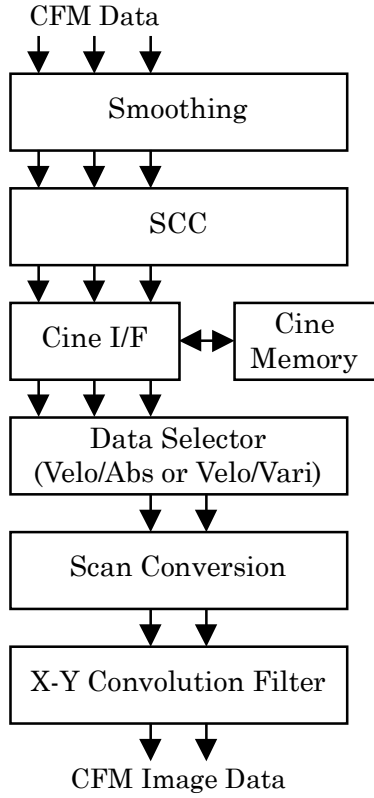 CFM Data
Smoothing
SCC
Cine I/F
Cine
Memory
Data Selector
(Velo/Abs or Velo/Vari)
Scan Conversion
X-Y Convolution Filter
CFM Image Data